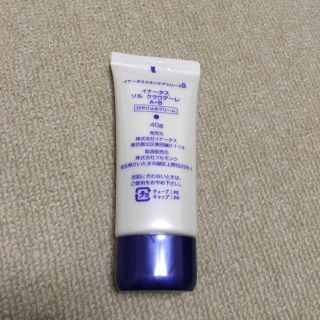 イナータススキンケアシリーズ8
イナータス
ソル クラウデーレ
A+B
日やけ止めクリーム
40g
発売元
株式会社イナータス
製造販売元
株式会社フルモンツ
お肌に合わないときは、
ご使用をおやめ下さい。
チューブ:PE
キャップ:PP